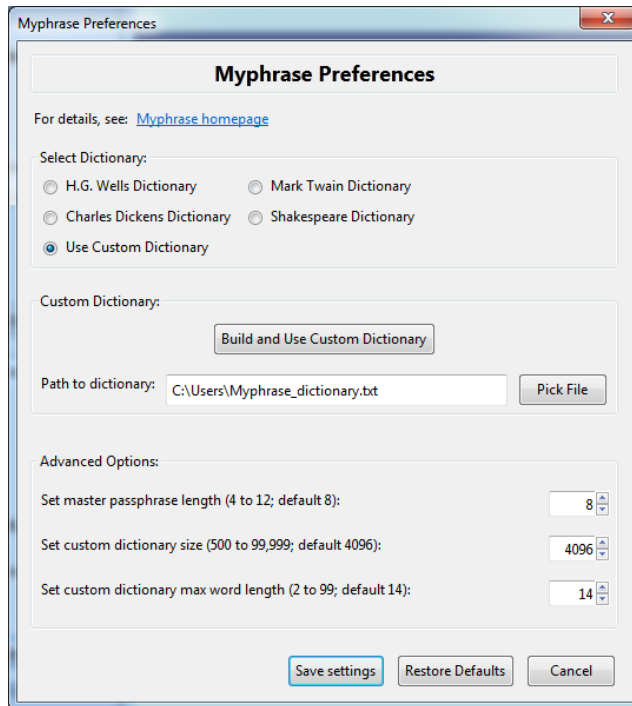 Myphrase Preferences
Myphrase Preferences
For details, see: Myphrase homepage
Select Dictionary:
H.G. Wells Dictionary Mark Twain Dictionary
Charles Dickens Dictionary Shakespeare Dictionary
Use Custom Dictionary
Custom Dictionary:
Build and Use Custom Dictionary
Path to dictionary: C:\Users\Myphrase_dictionary.txt Pick File
Advanced Options:
Set master passphrase length (4 to 12; default 8): 8
Set custom dictionary size (500 to 99,999; default 4096): 4096
Set custom dictionary max word length (2 to 99; default 14): 14
Save settings Restore Defaults Cancel